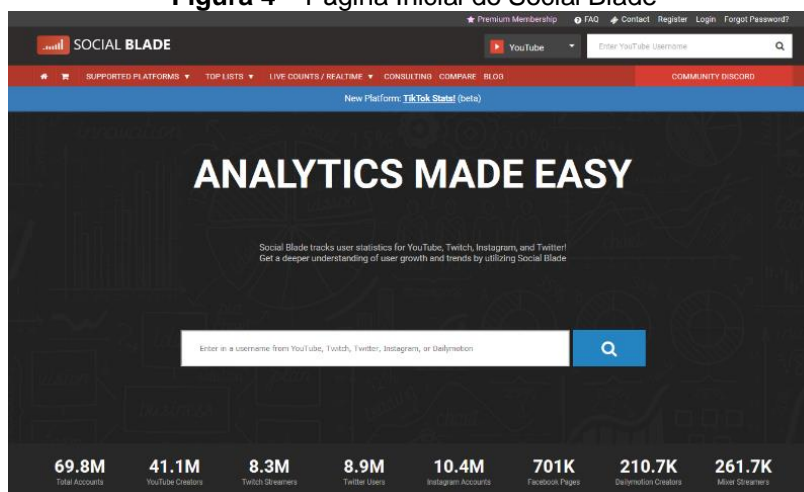 Figura 4 – Página Inicial do Social Blade
Premium Membership FAQ Contact Register Login Forgot Password?
SOCIAL BLADE YouTube Enter YouTube Username
SUPPORTED PLATFORMS TOP LISTS LIVE COUNTS / REALTIME CONSULTING COMPARE BLOG COMMUNITY DISCORD
New Platform: TikTok Stats! (beta)
ANALYTICS MADE EASY
Social Blade tracks user statistics for YouTube, Twitch, Instagram, and Twitter!
Get a deeper understanding of user growth and trends by utilizing Social Blade
Enter in a username from YouTube, Twitch, Twitter, Instagram, or Dailymotion
69.8M 41.1M 8.3M 8.9M 10.4M 701K 210.7K 261.7K
Total Accounts YouTube Creators Twitch Streamers Twitter Users Instagram Accounts Facebook Pages Dailymotion Creators Mixer Streamers